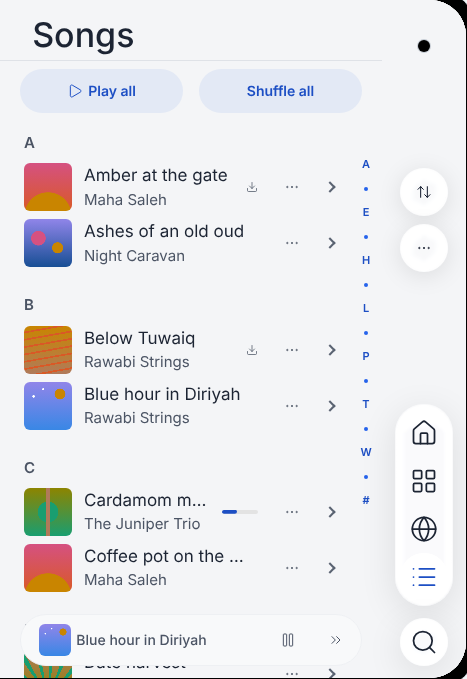 Songs
Play all
Shuffle all
A
Amber at the gate
Maha Saleh
Ashes of an old oud
Night Caravan
B
Below Tuwaiq
Rawabi Strings
Blue hour in Diriyah
Rawabi Strings
C
Cardamom m...
The Juniper Trio
Coffee pot on the ...
Maha Saleh
Blue hour in Diriyah
Date harvest
A
E
H
L
P
T
W
#